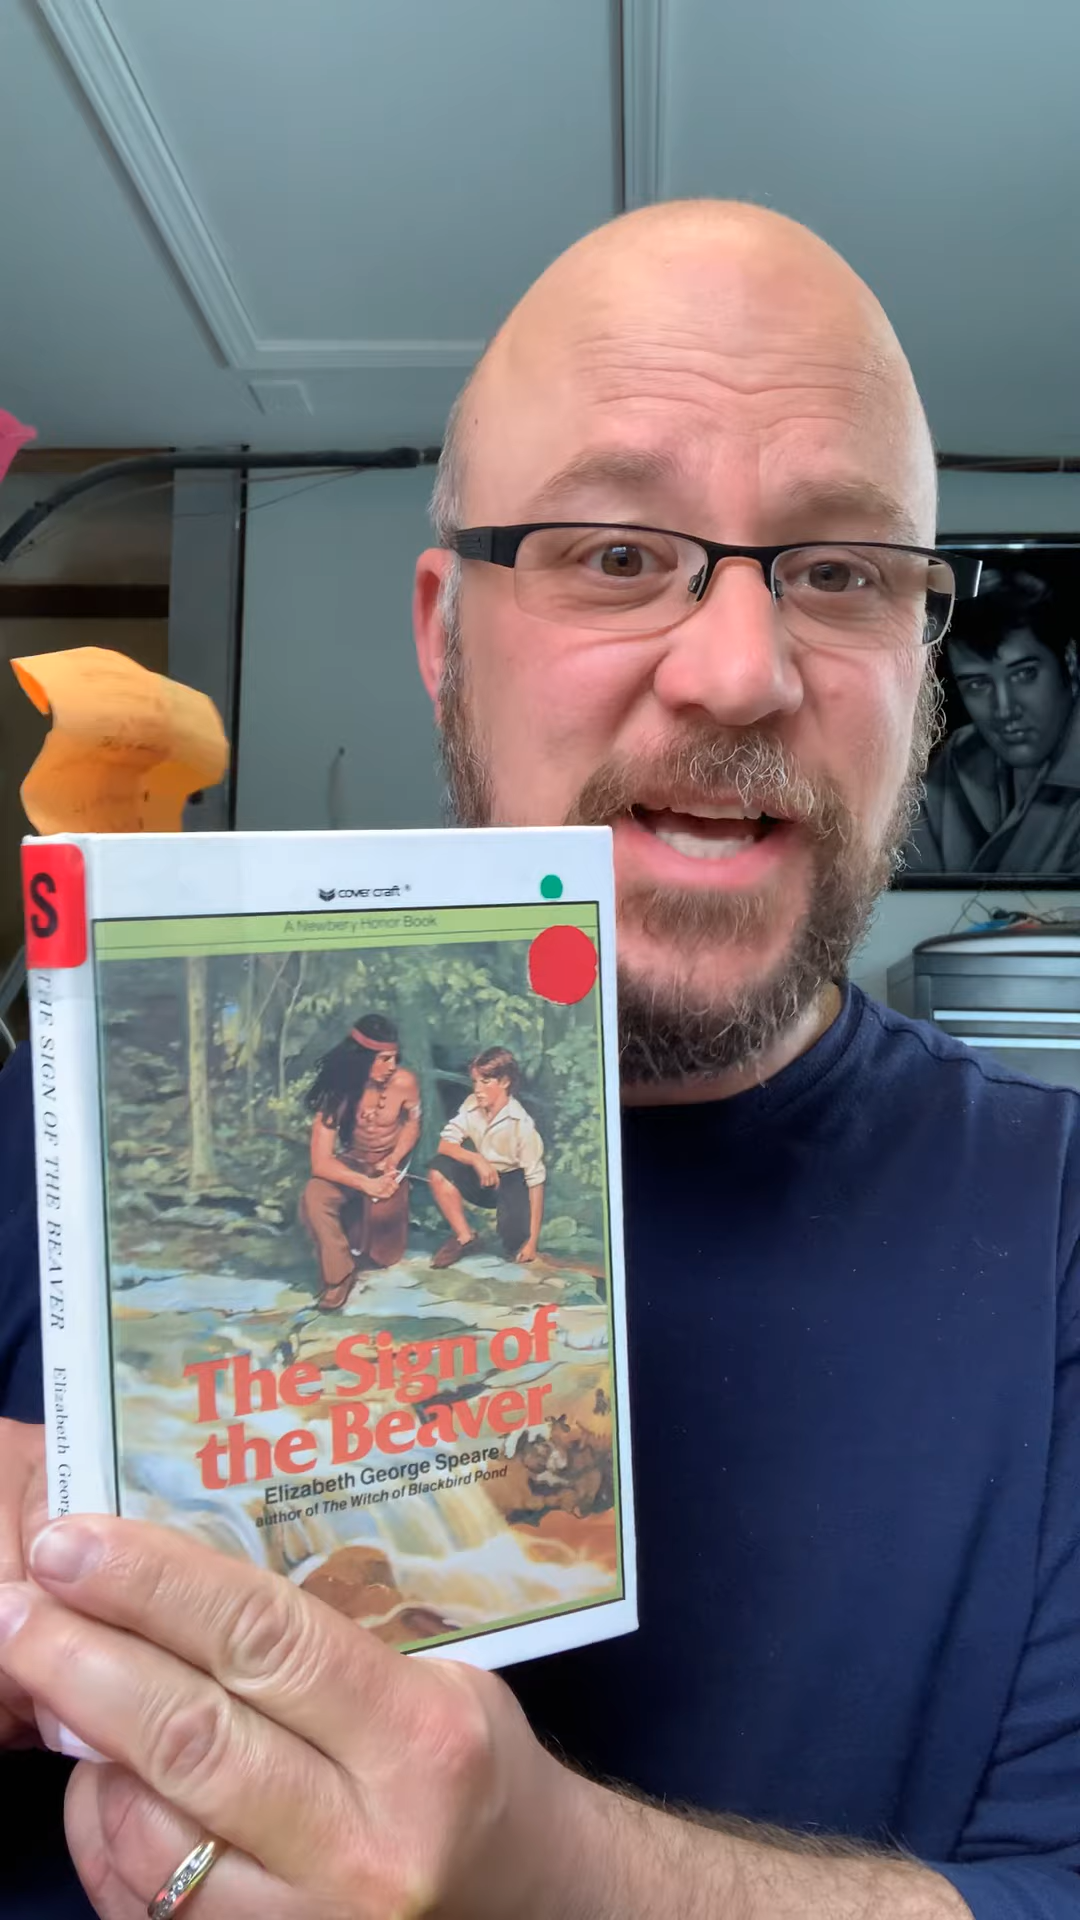 S
THE SIGN OF THE BEAVER Elizabeth Georg
cover craft ®
A Newbery Honor Book
The Sign of
the Beaver
Elizabeth George Speare
author of The Witch of Blackbird Pond